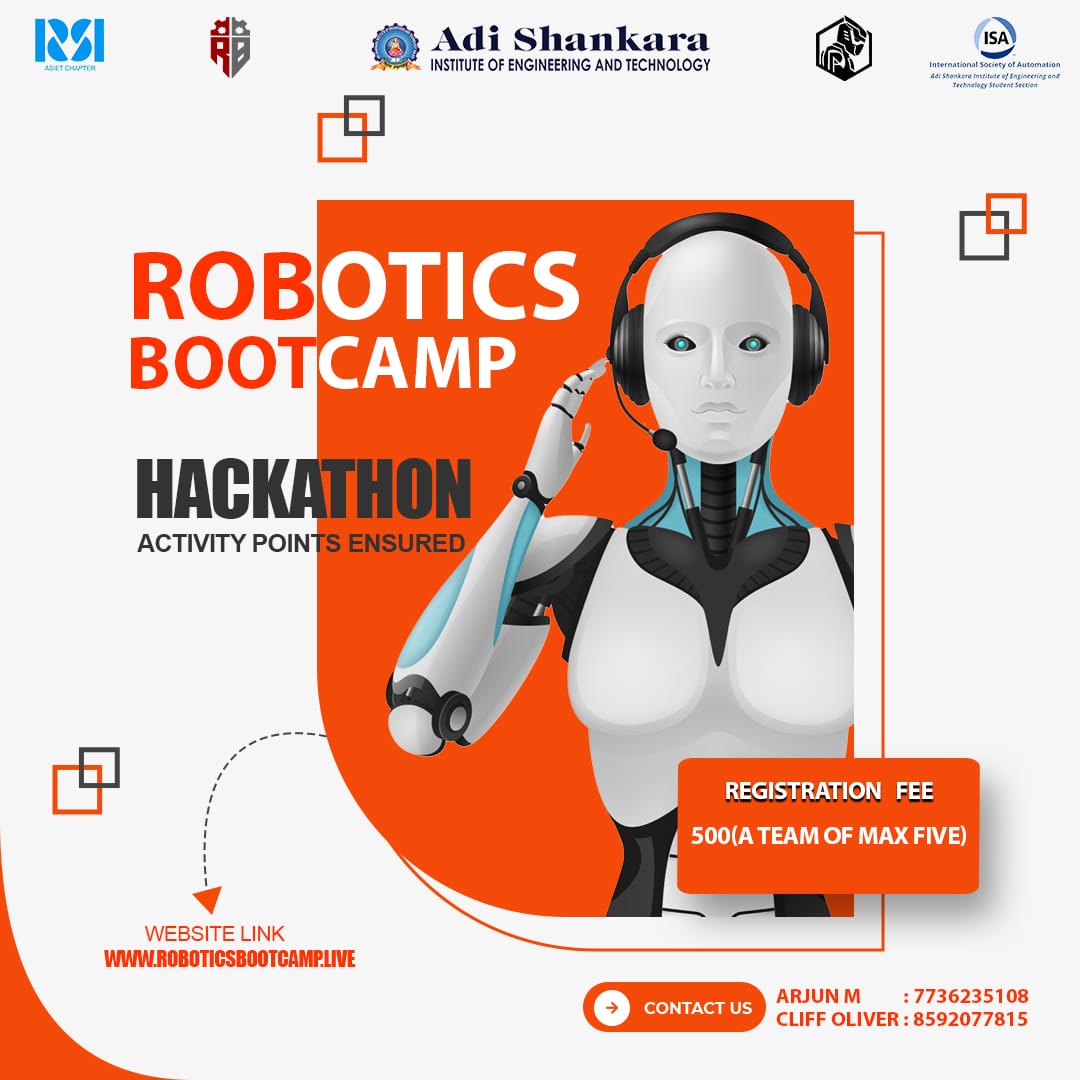 RSI
ASIET CHAPTER
RB
Adi Shankara
INSTITUTE OF ENGINEERING AND TECHNOLOGY
P
ISA
International Society of Automation
Adi Shankara Institute of Engineering and
Technology Student Section
ROBOTICS
BOOTCAMP
HACKATHON
ACTIVITY POINTS ENSURED
REGISTRATION FEE
500(A TEAM OF MAX FIVE)
WEBSITE LINK
WWW.ROBOTICSBOOTCAMP.LIVE
CONTACT US
ARJUN M : 7736235108
CLIFF OLIVER : 8592077815